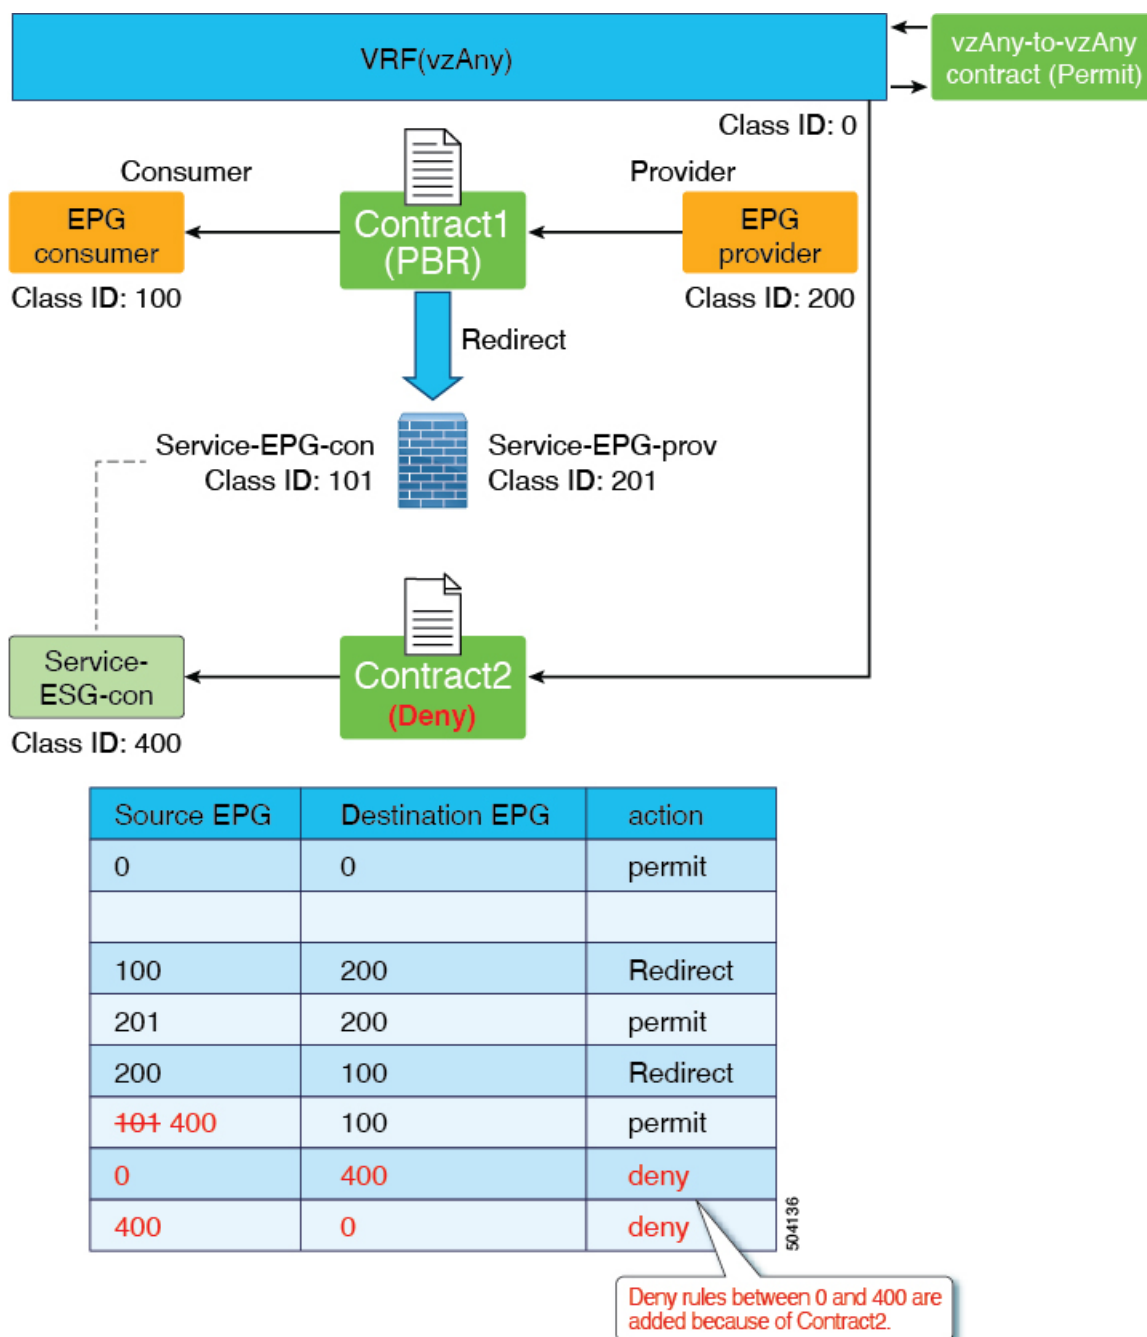 VRF(vzAny)
vzAny-to-vzAny
contract (Permit)
Class ID: 0
Consumer
Provider
EPG
consumer
Contract1
(PBR)
EPG
provider
Class ID: 100
Class ID: 200
Redirect
Service-EPG-con
Class ID: 101
Service-EPG-prov
Class ID: 201
Service-
ESG-con
Contract2
(Deny)
Class ID: 400
Source EPG Destination EPG action
0 0 permit
100 200 Redirect
201 200 permit
200 100 Redirect
101 400 100 permit
0 400 deny
400 0 deny
504136
Deny rules between 0 and 400 are
added because of Contract2.